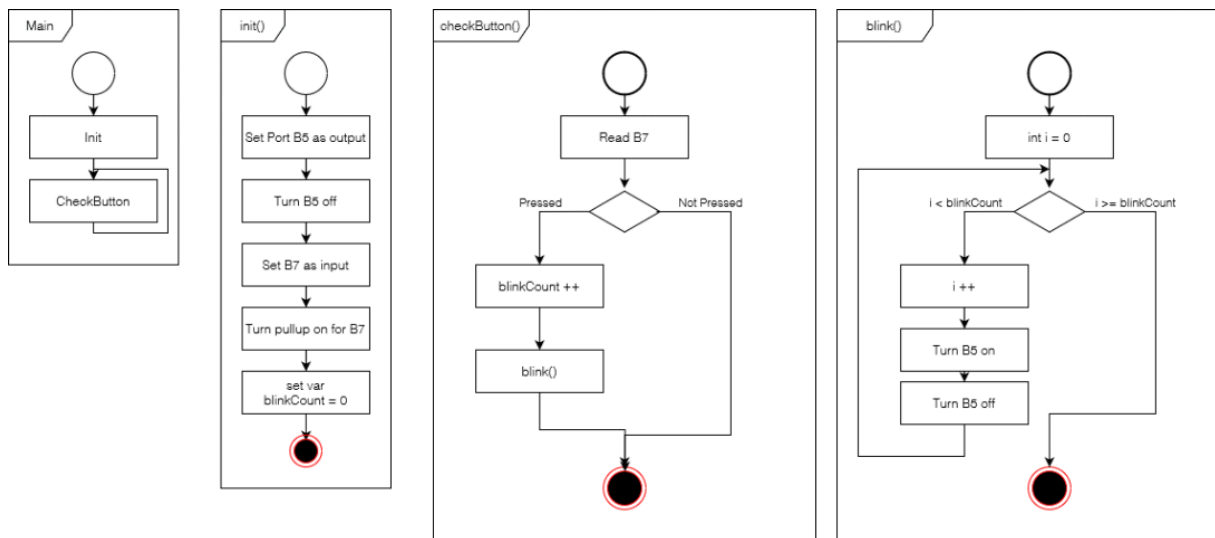 Main
Init
CheckButton
init()
Set Port B5 as output
Turn B5 off
Set B7 as input
Turn pullup on for B7
set var
blinkCount = 0
checkButton()
Read B7
Pressed
Not Pressed
blinkCount ++
blink()
blink()
int i = 0
i < blinkCount
i >= blinkCount
i ++
Turn B5 on
Turn B5 off